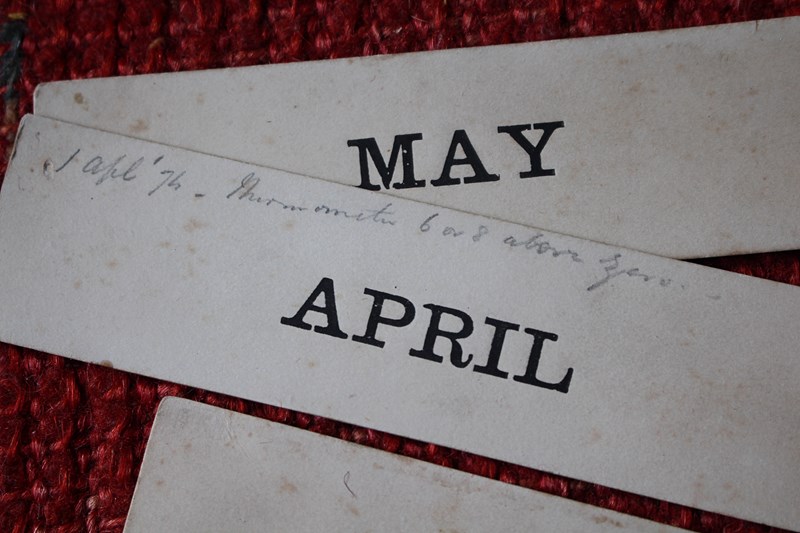 MAY
1 apl '74 - Thermometer 6 or 8 above zero. -
APRIL